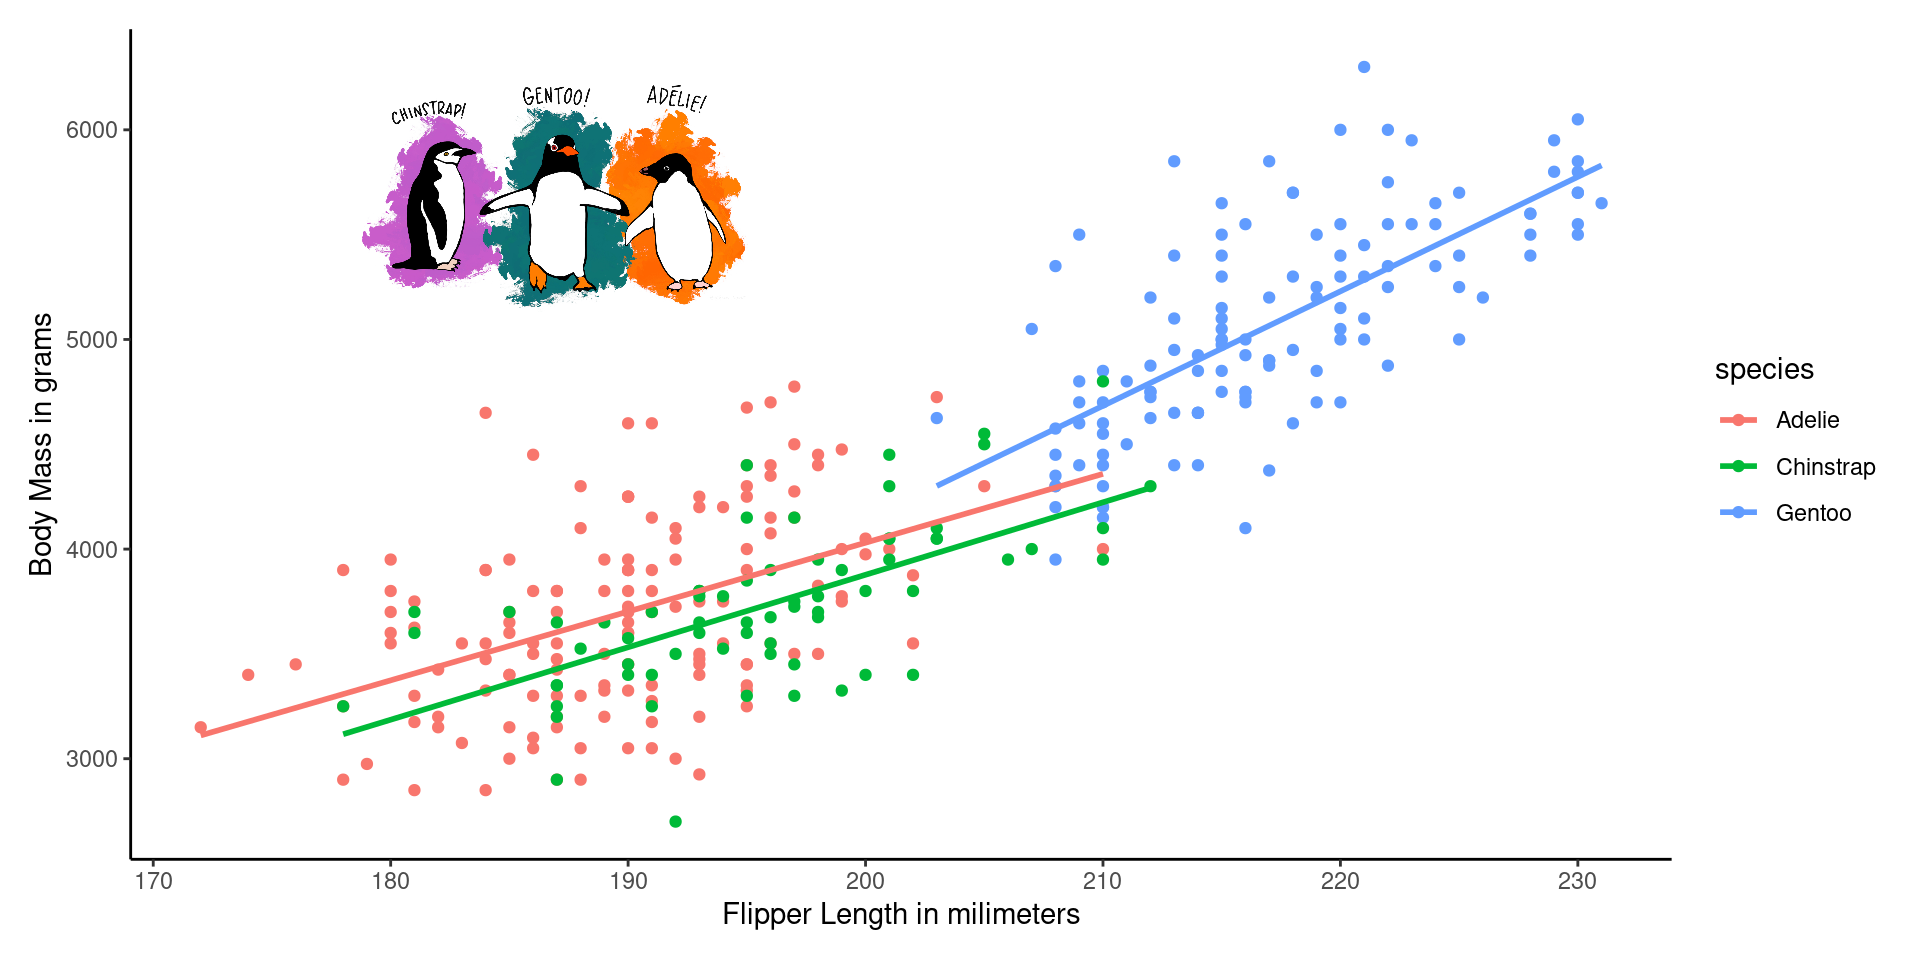 CHINSTRAP!
GENTOO!
ADÉLIE!
6000
5000
4000
3000
Body Mass in grams
170 180 190 200 210 220 230
Flipper Length in milimeters
species
Adelie
Chinstrap
Gentoo